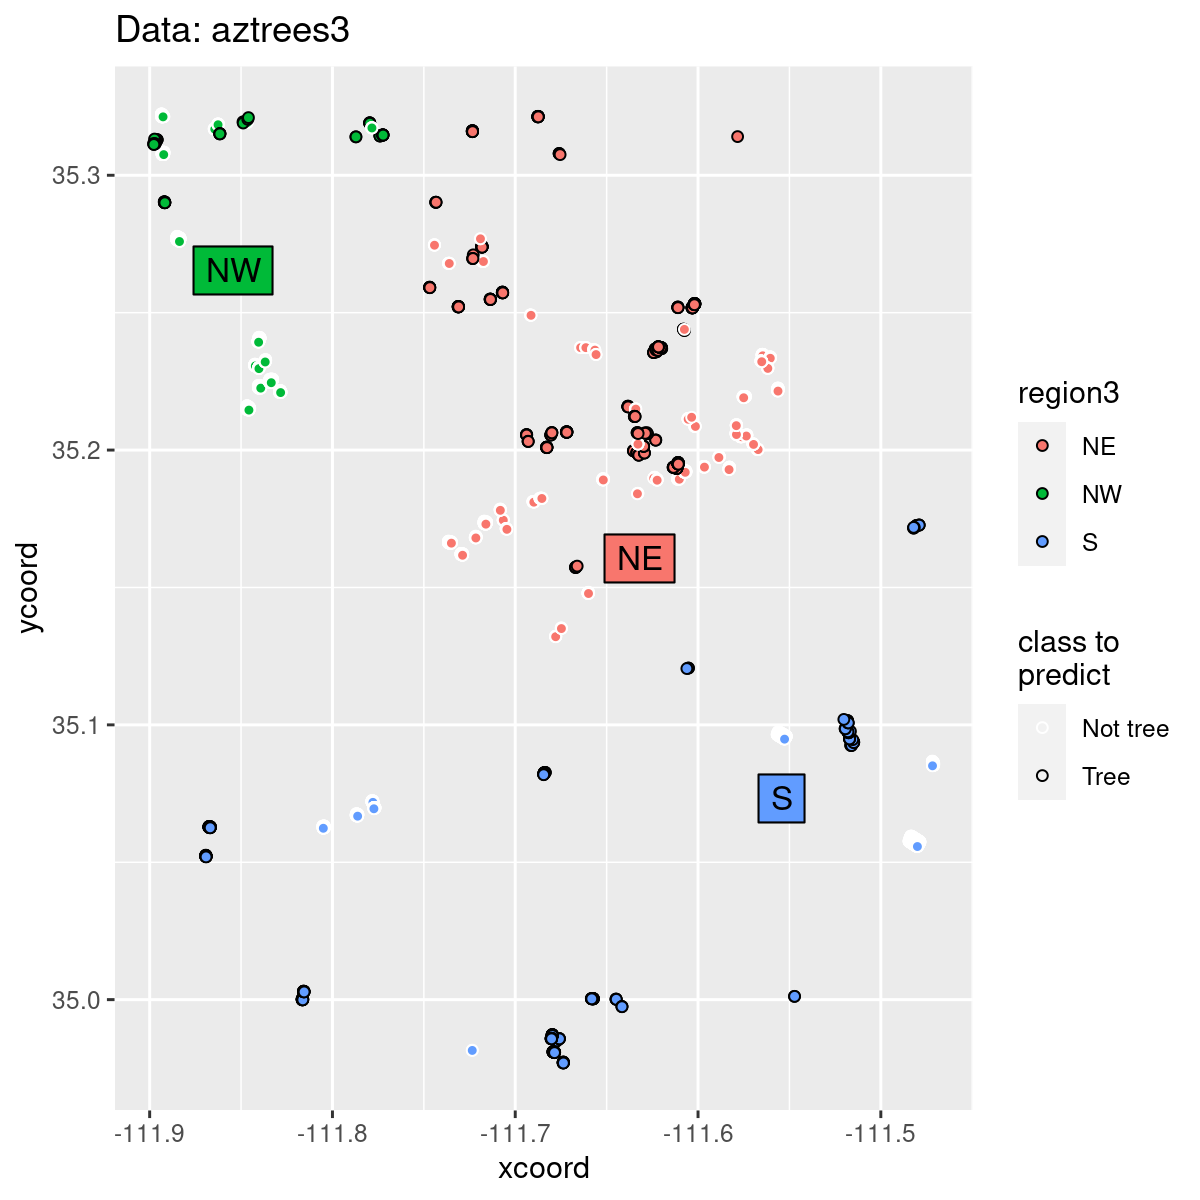 Data: aztrees3
35.3
35.2
35.1
35.0
ycoord
NW
NE
S
-111.9
-111.8
-111.7
-111.6
-111.5
xcoord
region3
NE
NW
S
class to
predict
Not tree
Tree